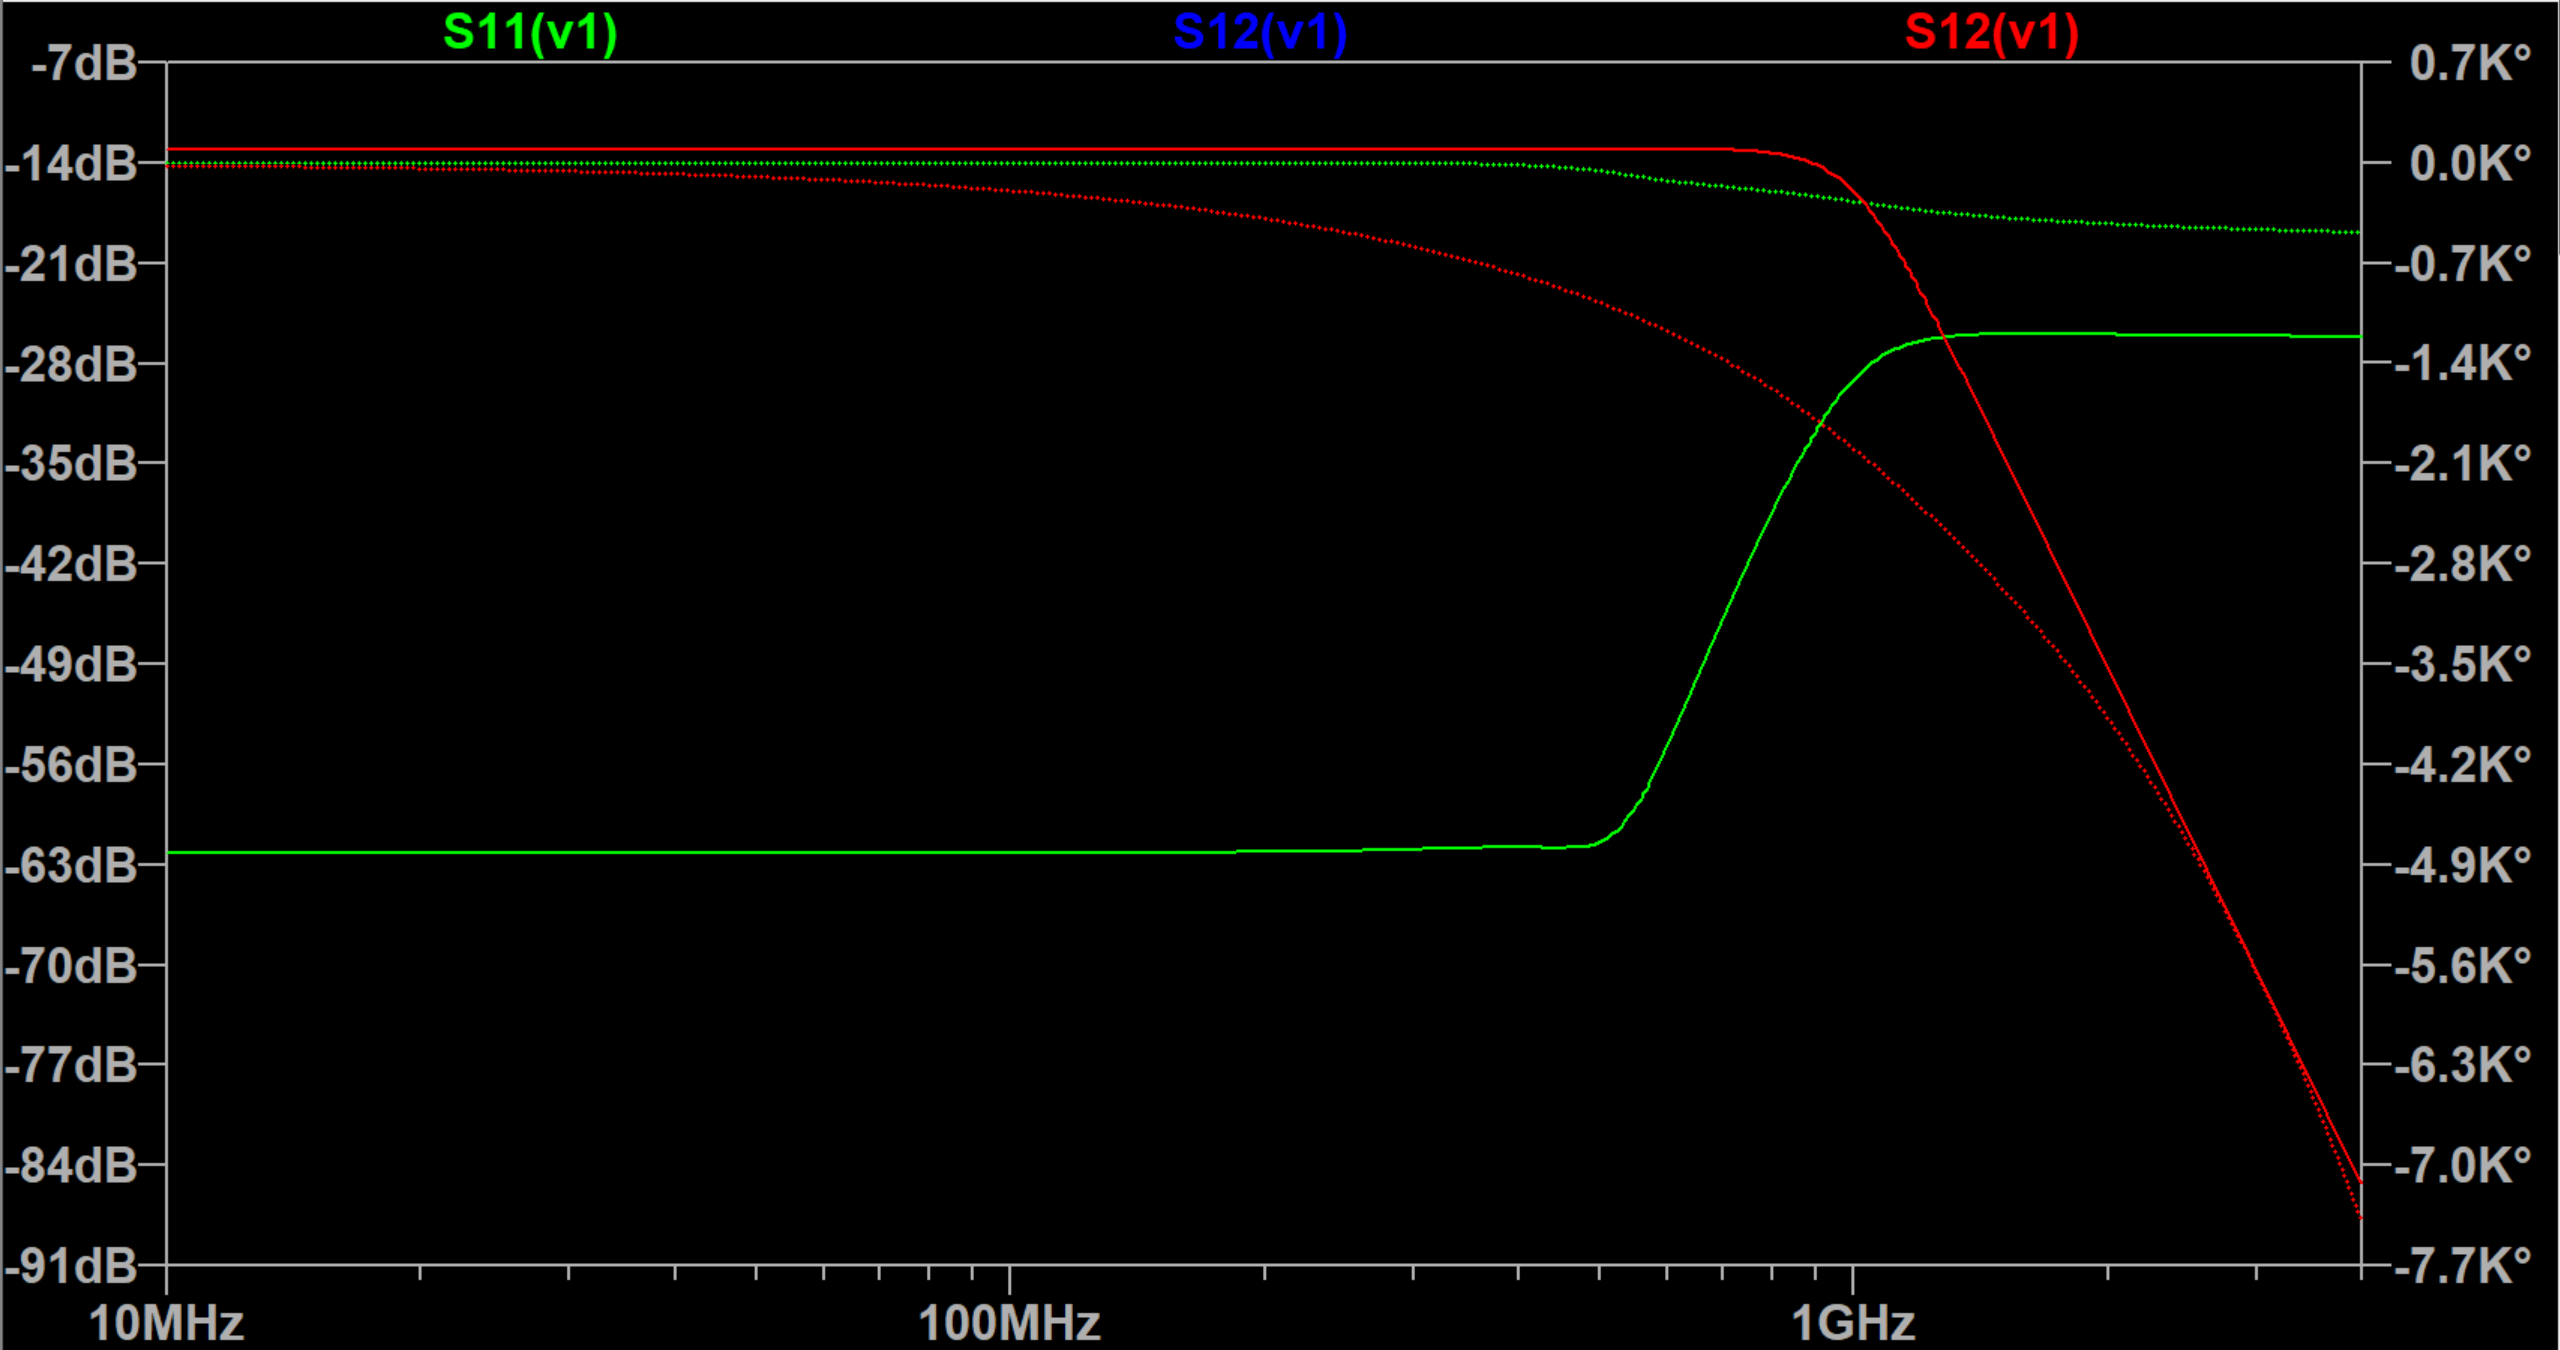 S11(v1) S12(v1) S12(v1)
-7dB 0.7K°
-14dB 0.0K°
-21dB -0.7K°
-28dB -1.4K°
-35dB -2.1K°
-42dB -2.8K°
-49dB -3.5K°
-56dB -4.2K°
-63dB -4.9K°
-70dB -5.6K°
-77dB -6.3K°
-84dB -7.0K°
-91dB -7.7K°
10MHz 100MHz 1GHz